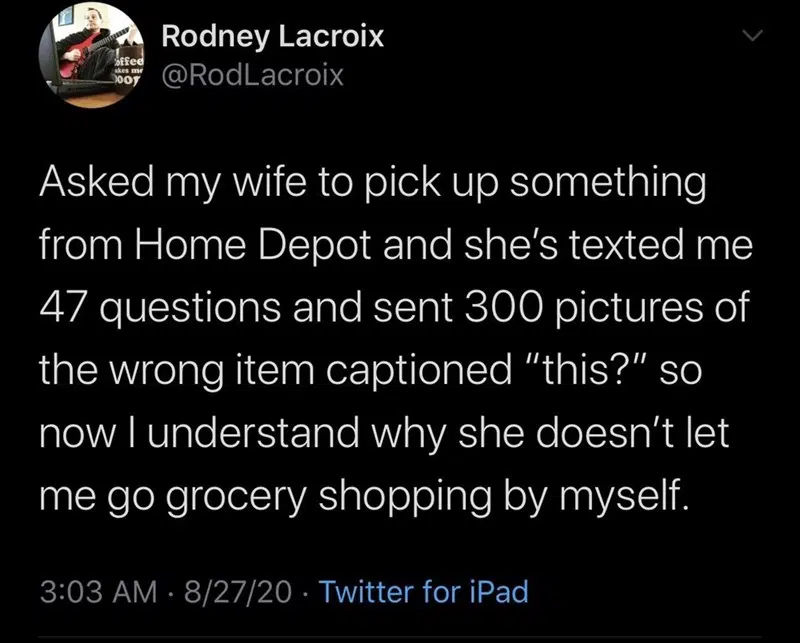 Rodney Lacroix
@RodLacroix
Asked my wife to pick up something
from Home Depot and she's texted me
47 questions and sent 300 pictures of
the wrong item captioned "this?" so
now I understand why she doesn't let
me go grocery shopping by myself.
3:03 AM · 8/27/20 · Twitter for iPad